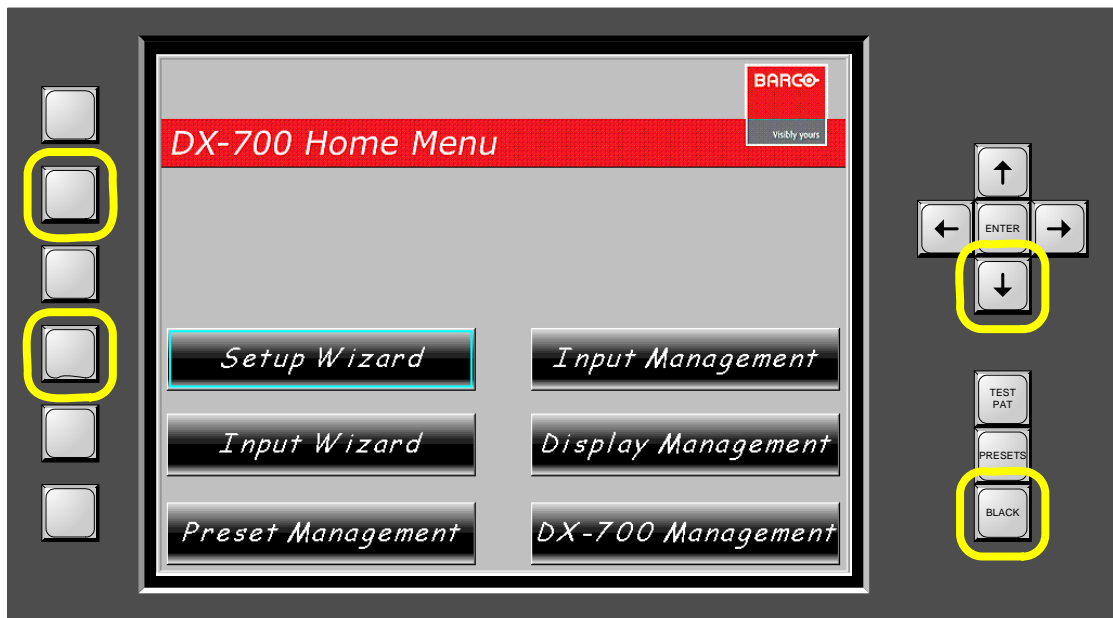 BARCO
Visibly yours
DX-700 Home Menu
Setup Wizard
Input Management
Input Wizard
Display Management
Preset Management
DX-700 Management
ENTER
TEST
PAT
PRESETS
BLACK